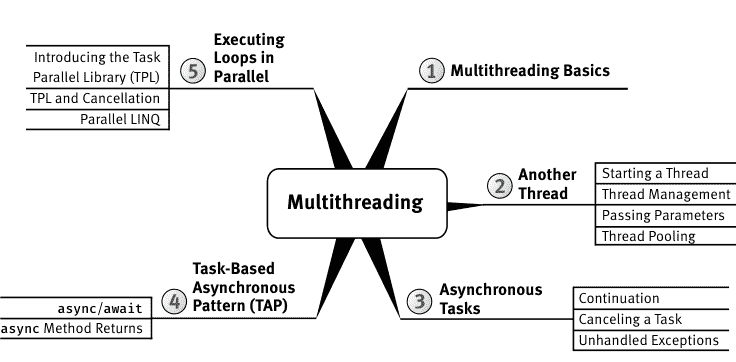 Multithreading
1 Multithreading Basics
2 Another
Thread
Starting a Thread
Thread Management
Passing Parameters
Thread Pooling
3 Asynchronous
Tasks
Continuation
Canceling a Task
Unhandled Exceptions
4 Task-Based
Asynchronous
Pattern (TAP)
async/await
async Method Returns
5 Executing
Loops in
Parallel
Introducing the Task
Parallel Library (TPL)
TPL and Cancellation
Parallel LINQ